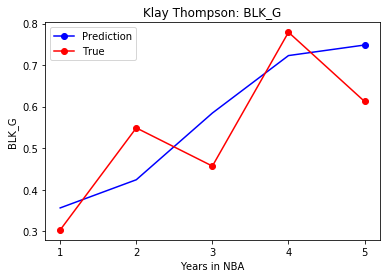 Klay Thompson: BLK_G
Prediction
True
0.8
0.7
0.6
0.5
0.4
0.3
BLK_G
1 2 3 4 5
Years in NBA